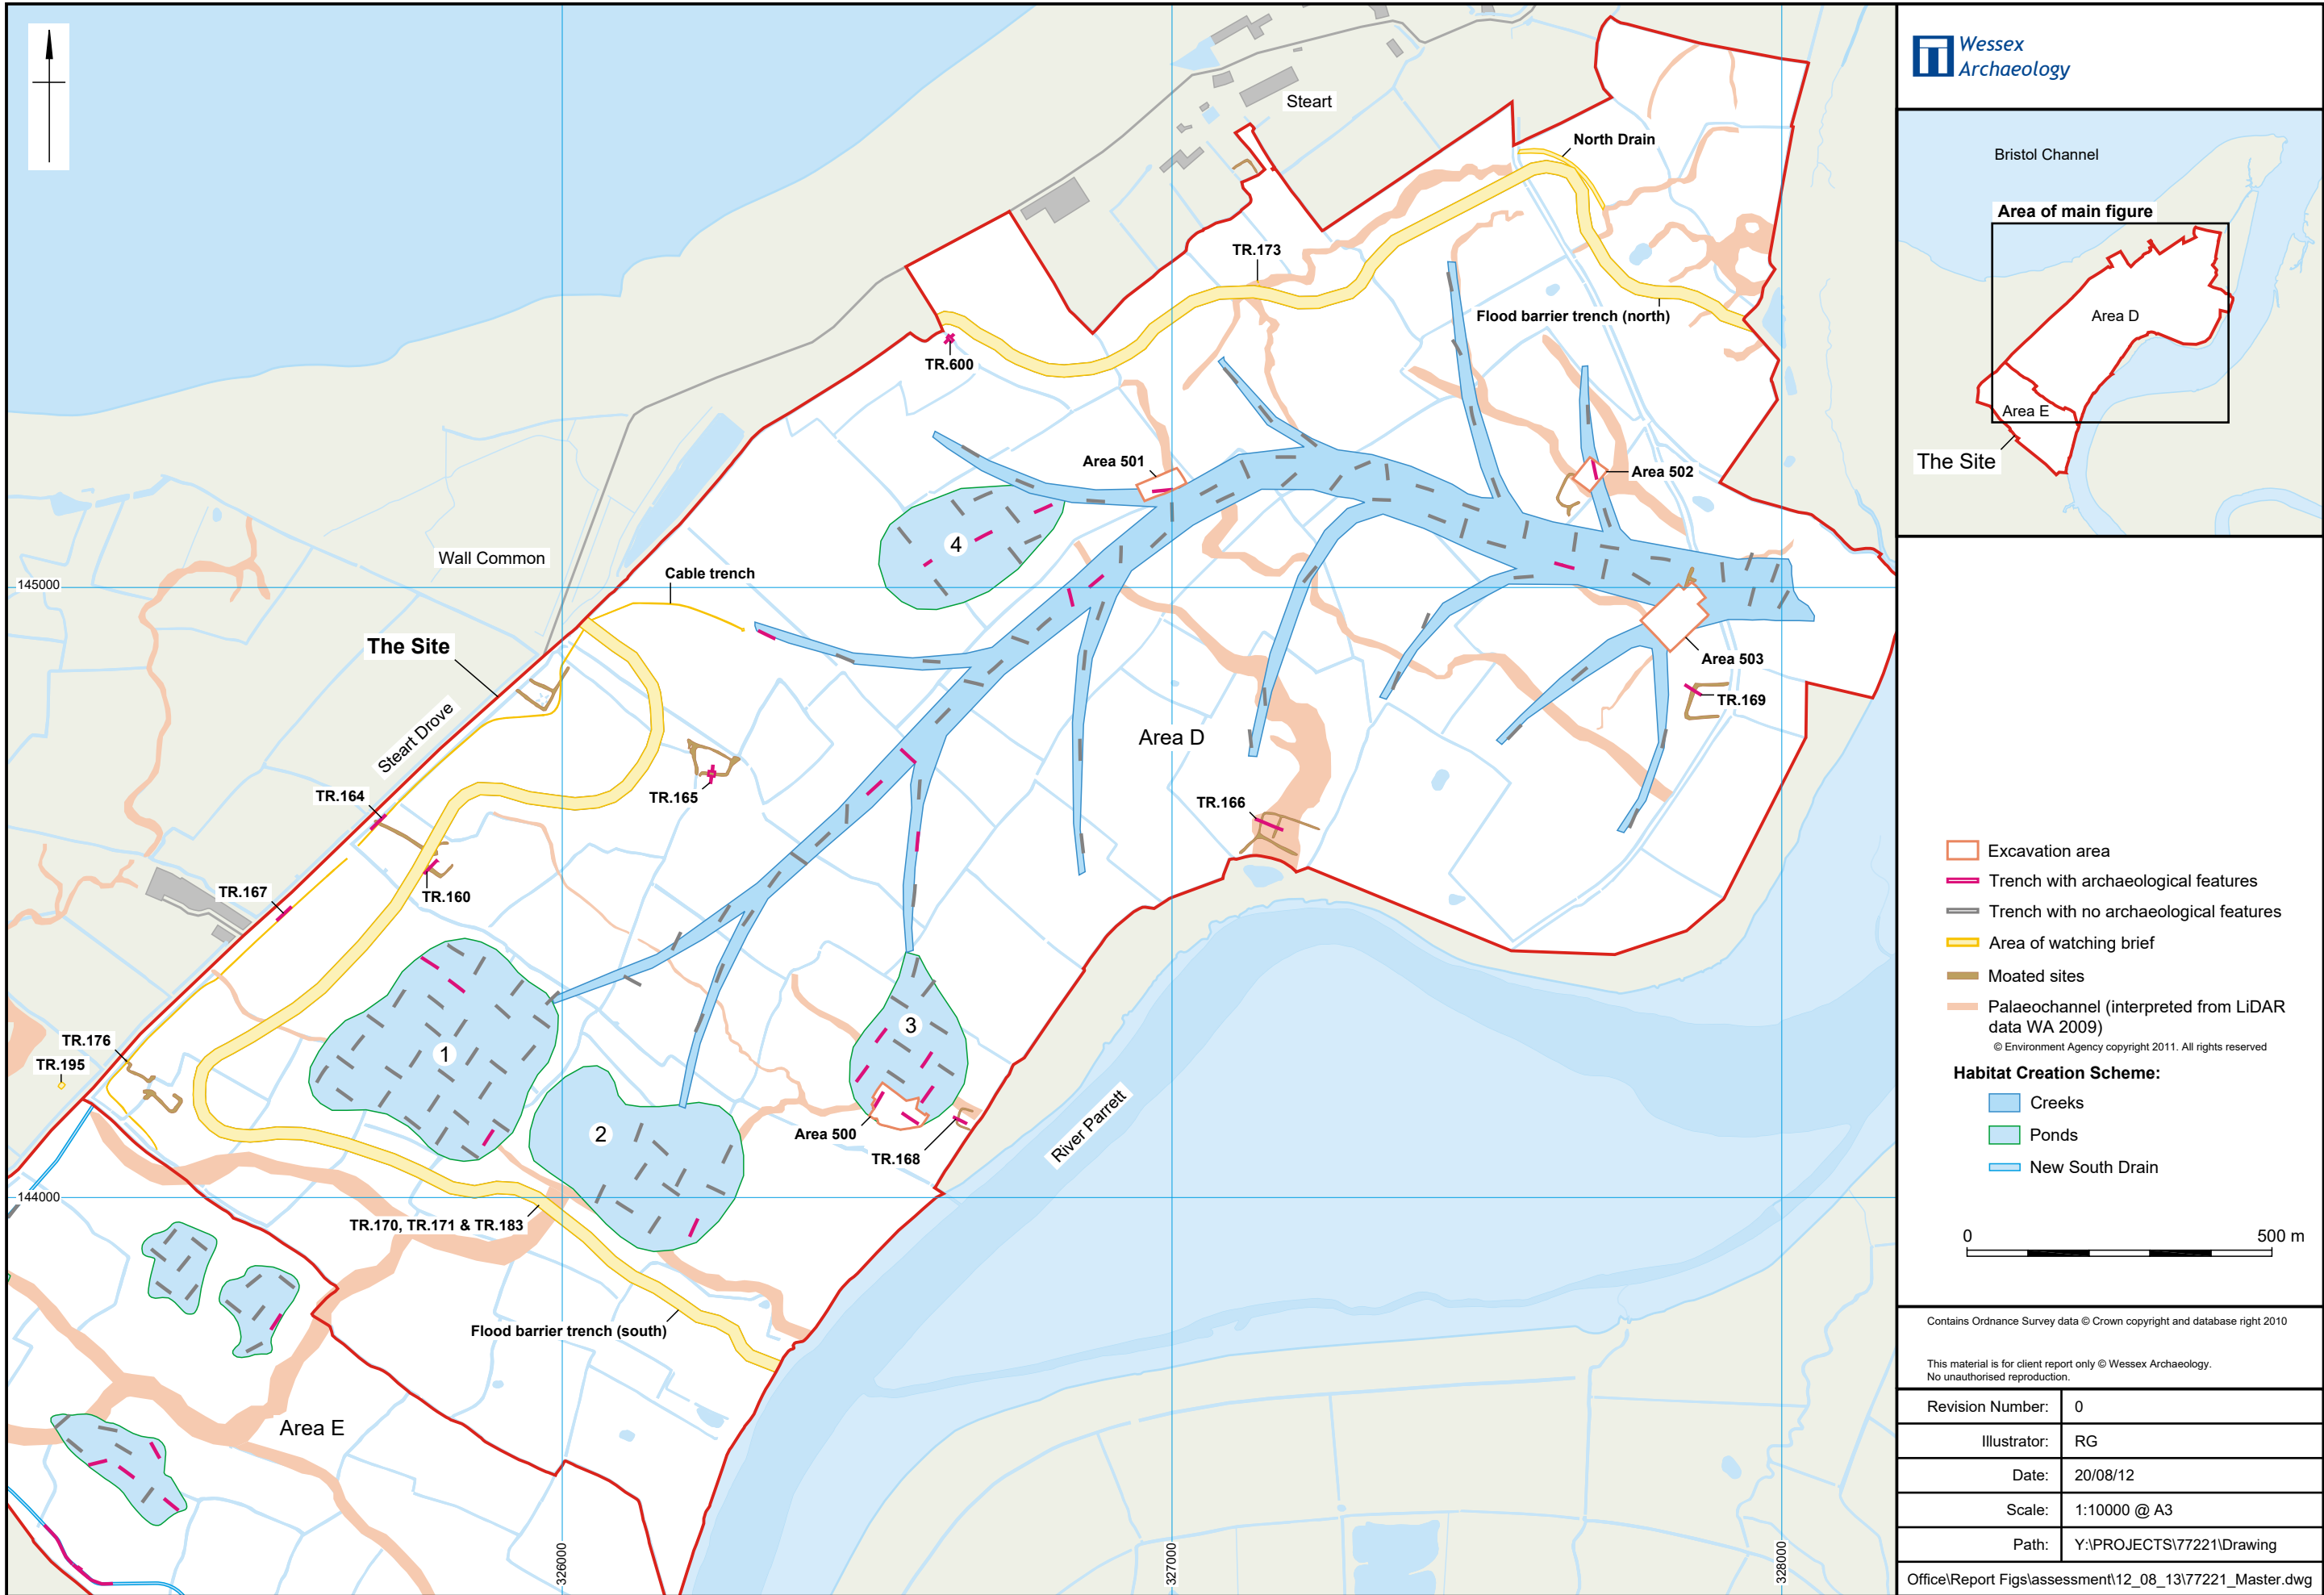 Steart
North Drain
TR.173
Flood barrier trench (north)
TR.600
Area 501
Area 502
4
Wall Common
145000
Cable trench
The Site
Area 503
TR.169
Steart Drove
Area D
TR.164
TR.165
TR.166
TR.167
TR.160
3
TR.176
1
TR.195
2
Area 500
River Parrett
TR.168
144000
TR.170, TR.171 & TR.183
Flood barrier trench (south)
Area E
326000
327000
328000
Wessex
Archaeology
Bristol Channel
Area of main figure
Area D
Area E
The Site
Excavation area
Trench with archaeological features
Trench with no archaeological features
Area of watching brief
Moated sites
Palaeochannel (interpreted from LiDAR
data WA 2009)
© Environment Agency copyright 2011. All rights reserved
Habitat Creation Scheme:
Creeks
Ponds
New South Drain
0 500 m
Contains Ordnance Survey data © Crown copyright and database right 2010
This material is for client report only © Wessex Archaeology.
No unauthorised reproduction.
Revision Number: 0
Illustrator: RG
Date: 20/08/12
Scale: 1:10000 @ A3
Path: Y:\PROJECTS\77221\Drawing
Office\Report Figs\assessment\12_08_13\77221_Master.dwg